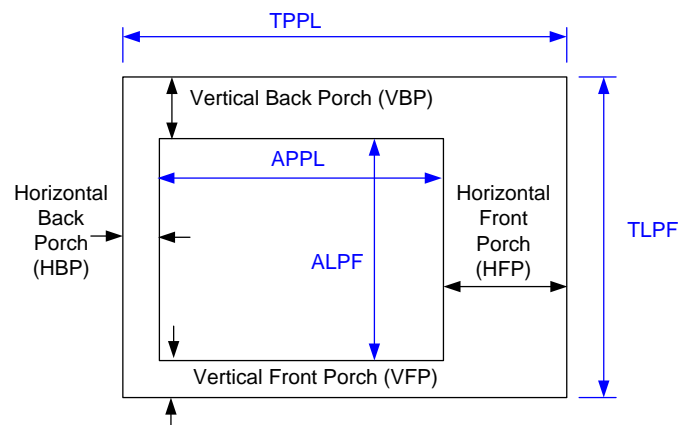 TPPL
Vertical Back Porch (VBP)
APPL
Horizontal
Back
Porch
(HBP)
Horizontal
Front
Porch
(HFP)
TLPF
ALPF
Vertical Front Porch (VFP)